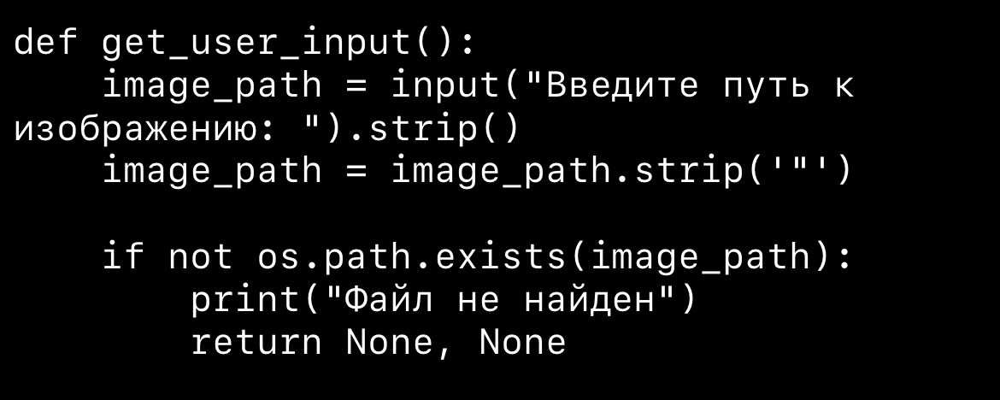 def get_user_input():
    image_path = input("Введите путь к
изображению: ").strip()
    image_path = image_path.strip('"')

    if not os.path.exists(image_path):
        print("Файл не найден")
        return None, None